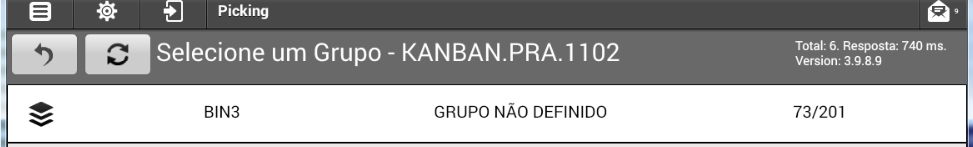 Picking
9
Selecione um Grupo - KANBAN.PRA.1102
Total: 6. Resposta: 740 ms.
Version: 3.9.8.9
BIN3 GRUPO NÃO DEFINIDO 73/201